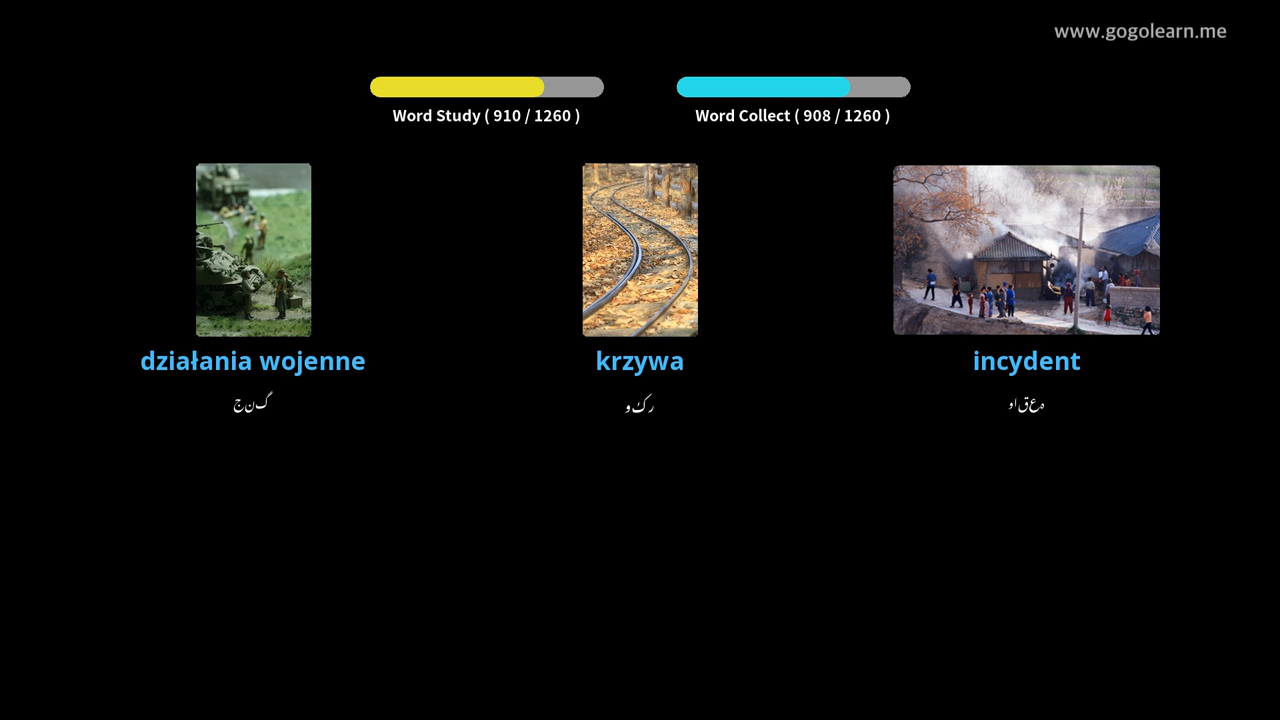 www.gogolearn.me
Word Study ( 910 / 1260 )
Word Collect ( 908 / 1260 )
działania wojenne
گنج
krzywa
رکو
incydent
ہعقاو